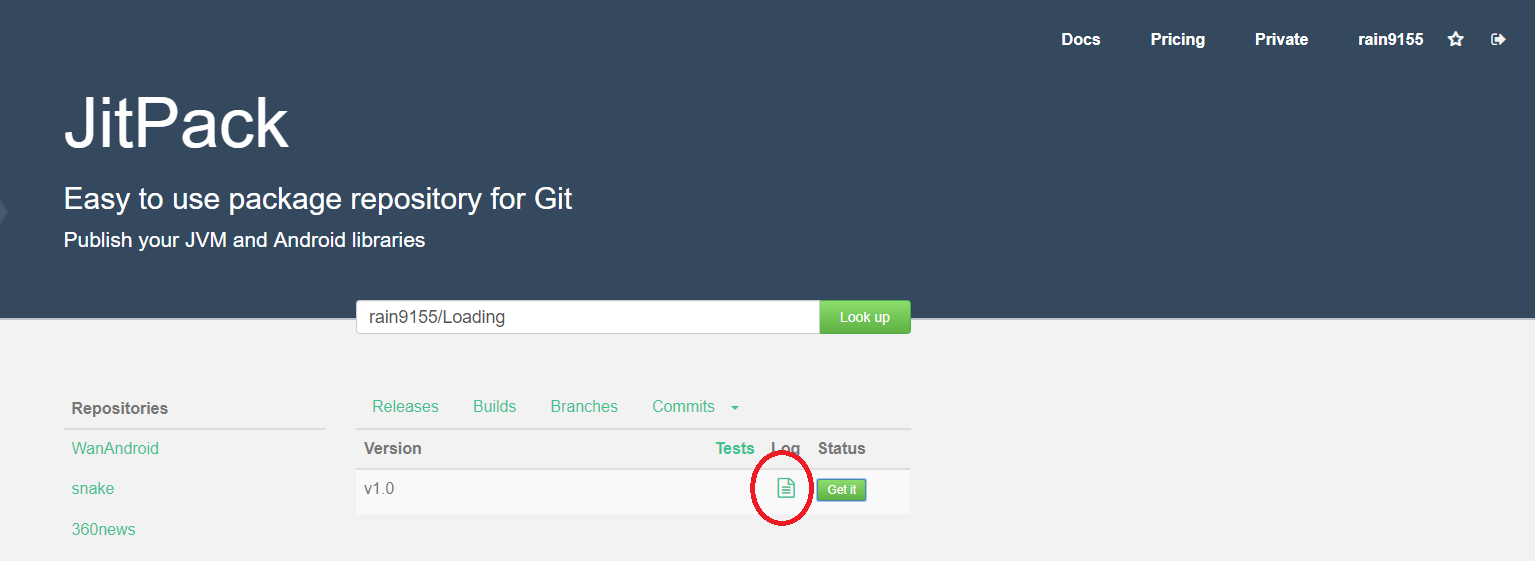 Docs Pricing Private rain9155
JitPack
Easy to use package repository for Git
Publish your JVM and Android libraries
rain9155/Loading Look up
Repositories
WanAndroid
snake
360news
Releases Builds Branches Commits
Version Tests Log Status
v1.0 Get it